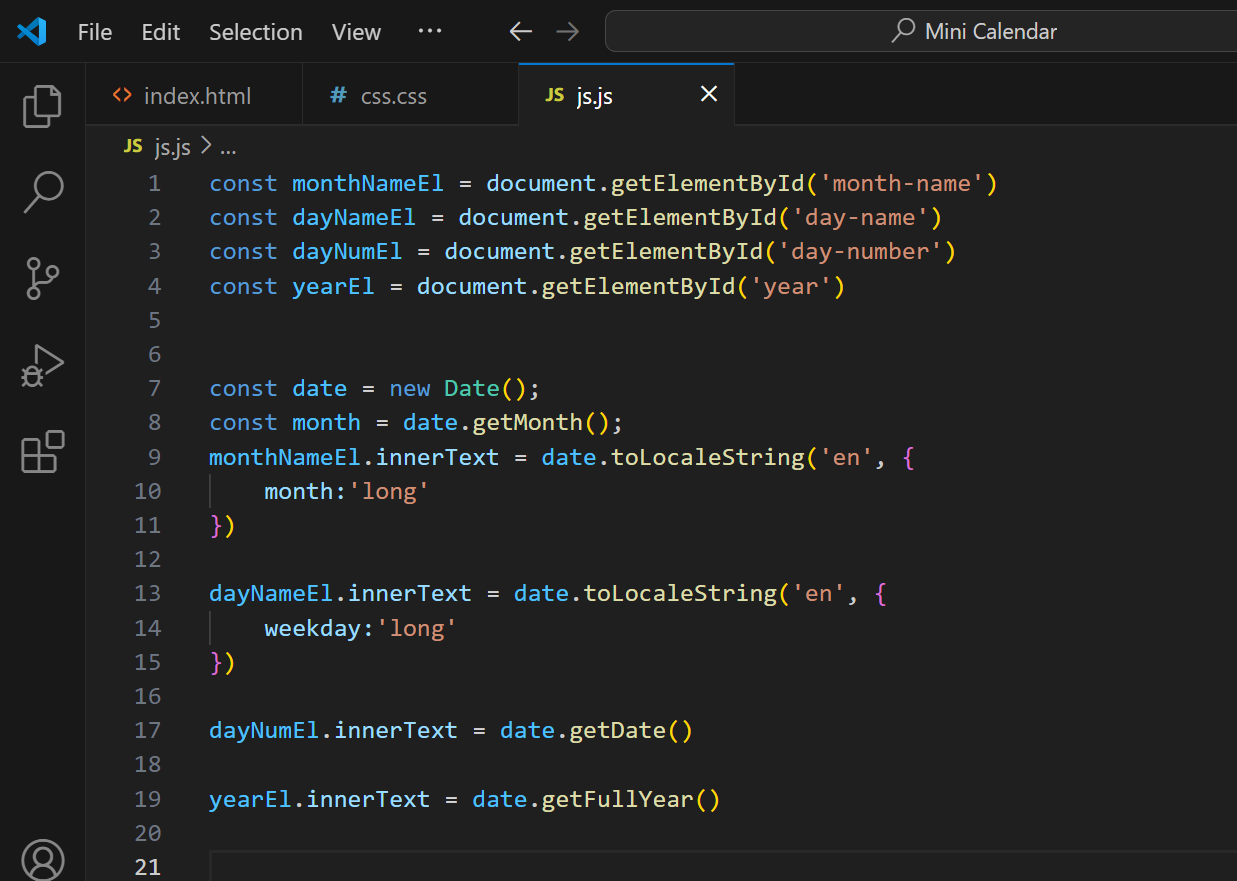 File Edit Selection View ... Mini Calendar
index.html # css.css JS js.js
JS js.js > ...
1 const monthNameEl = document.getElementById('month-name')
2 const dayNameEl = document.getElementById('day-name')
3 const dayNumEl = document.getElementById('day-number')
4 const yearEl = document.getElementById('year')
5
6
7 const date = new Date();
8 const month = date.getMonth();
9 monthNameEl.innerText = date.toLocaleString('en', {
10     month:'long'
11 })
12
13 dayNameEl.innerText = date.toLocaleString('en', {
14     weekday:'long'
15 })
16
17 dayNumEl.innerText = date.getDate()
18
19 yearEl.innerText = date.getFullYear()
20
21